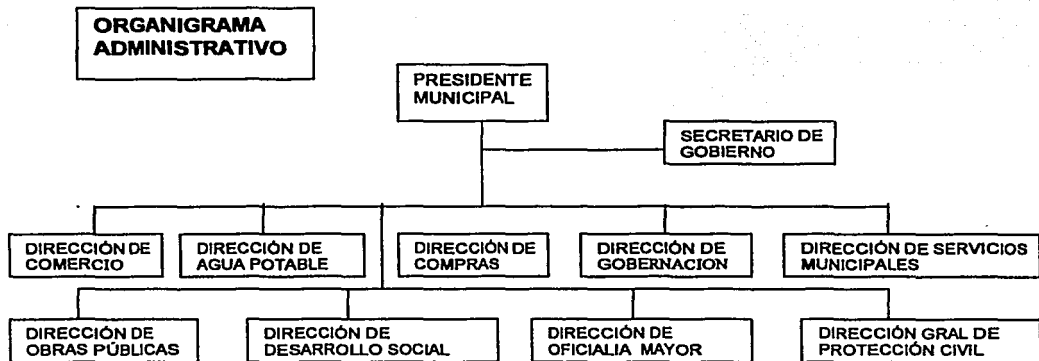 ORGANIGRAMA
ADMINISTRATIVO
PRESIDENTE
MUNICIPAL
SECRETARIO DE
GOBIERNO
DIRECCIÓN DE
COMERCIO
DIRECCIÓN DE
AGUA POTABLE
DIRECCIÓN DE
COMPRAS
DIRECCIÓN DE
GOBERNACION
DIRECCIÓN DE SERVICIOS
MUNICIPALES
DIRECCIÓN DE
OBRAS PÚBLICAS
DIRECCIÓN DE
DESARROLLO SOCIAL
DIRECCIÓN DE
OFICIALIA MAYOR
DIRECCIÓN GRAL DE
PROTECCIÓN CIVIL